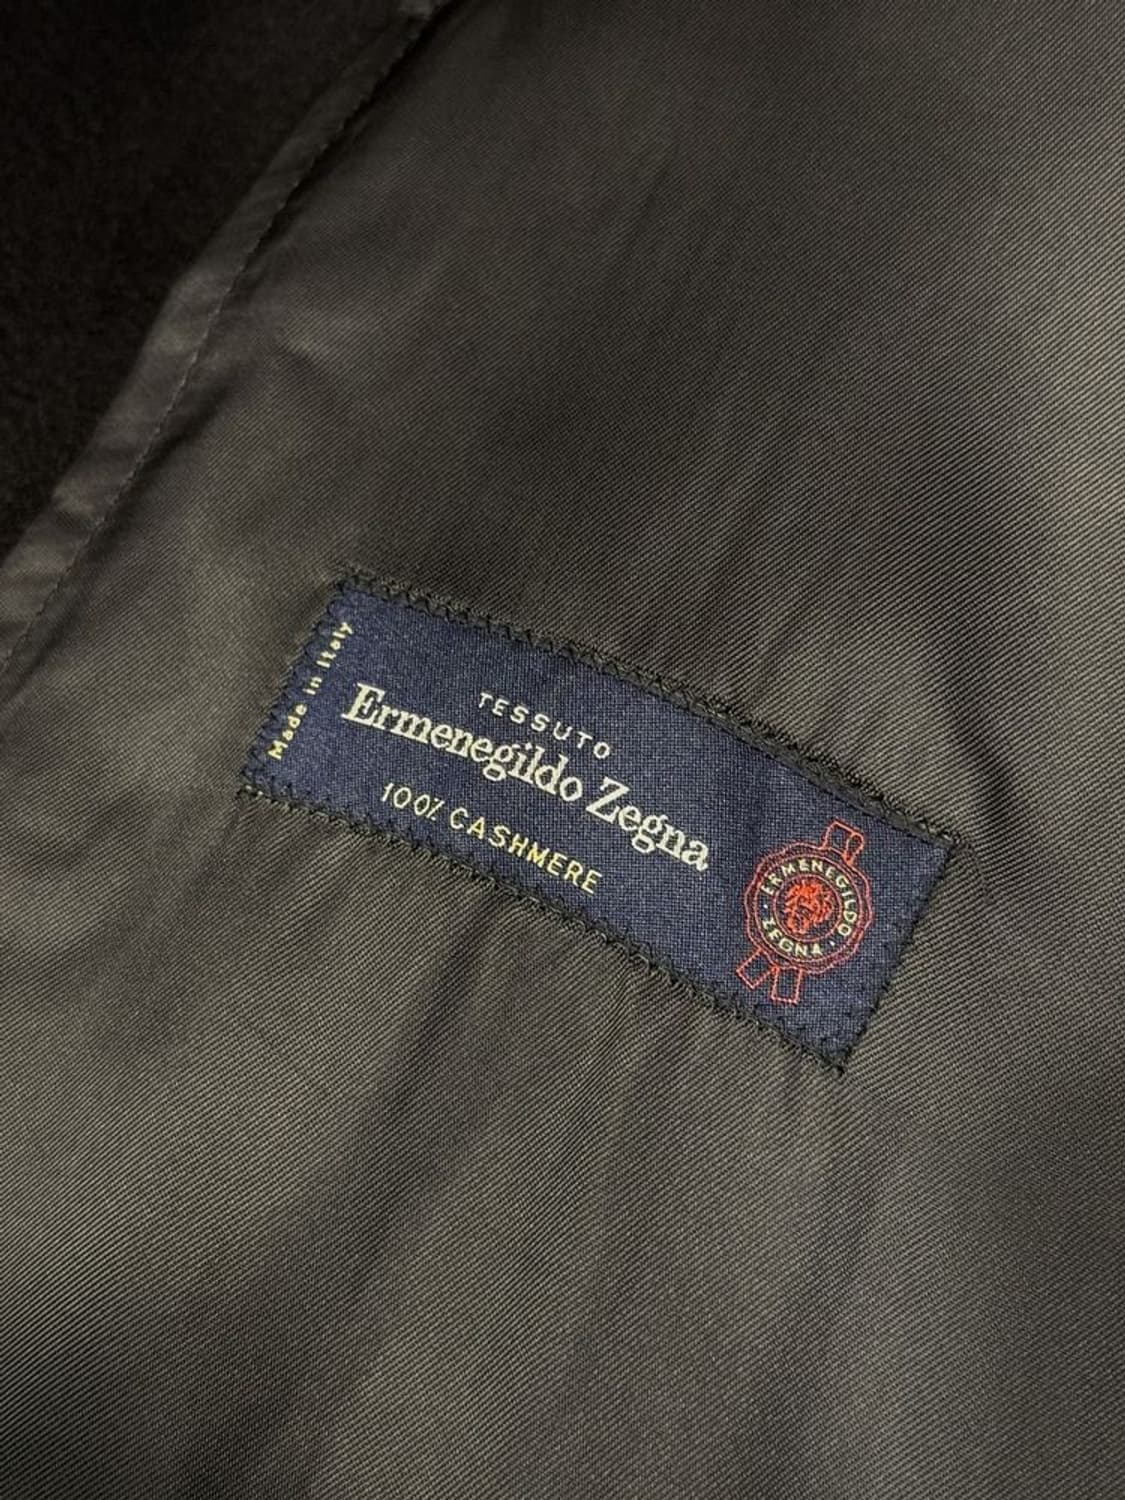 Made in Italy
TESSUTO
Ermenegildo Zegna
100% CASHMERE
ERMENEGILDO
· ZEGNA ·